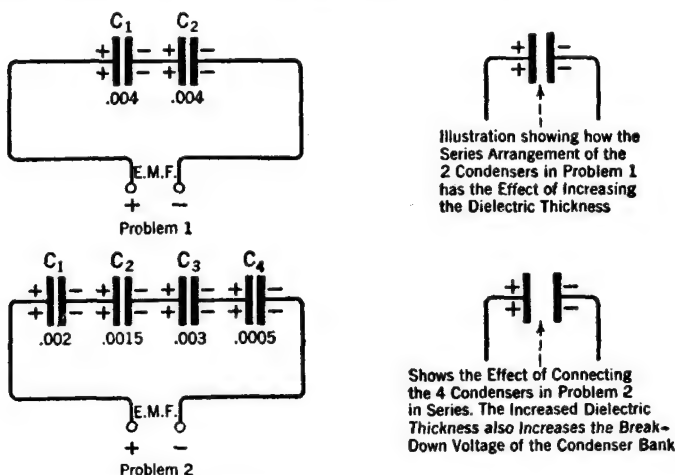 C1 C2
+ - + -
+ - + -
.004 .004
E.M.F.
+ -
Problem 1
+ -
+ -
Illustration showing how the
Series Arrangement of the
2 Condensers in Problem 1
has the Effect of Increasing
the Dielectric Thickness
C1 C2 C3 C4
+ - + - + - + -
+ - + - + - + -
.002 .0015 .003 .0005
E.M.F.
+ -
Problem 2
+ -
+ -
Shows the Effect of Connecting
the 4 Condensers in Problem 2
in Series. The Increased Dielectric
Thickness also Increases the Break-
Down Voltage of the Condenser Bank